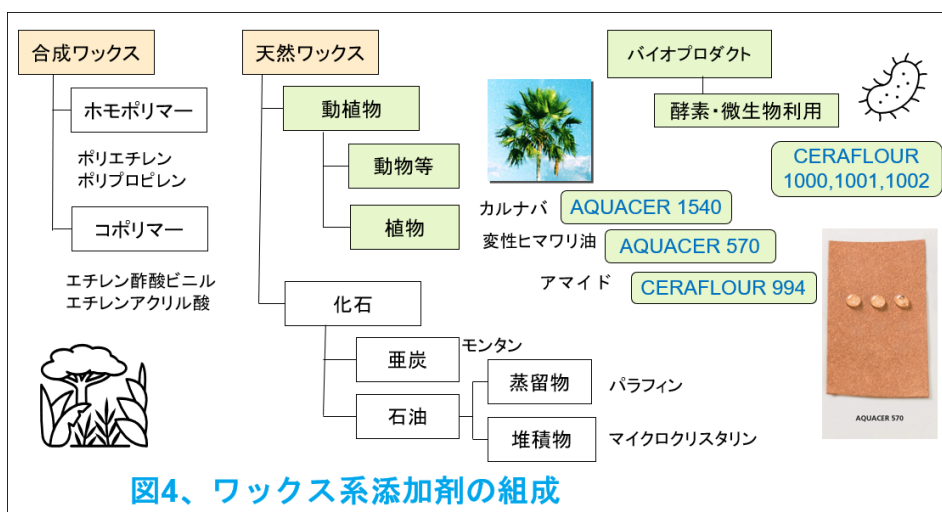 合成ワックス
ホモポリマー
ポリエチレン
ポリプロピレン
コポリマー
エチレン酢酸ビニル
エチレンアクリル酸
天然ワックス
動植物
動物等
植物
カルナバ
AQUACER 1540
変性ヒマワリ油
AQUACER 570
アマイド
CERAFLOUR 994
化石
亜炭
モンタン
石油
蒸留物
パラフィン
堆積物
マイクロクリスタリン
バイオプロダクト
酵素・微生物利用
CERAFLOUR
1000,1001,1002
AQUACER 570
図4、ワックス系添加剤の組成